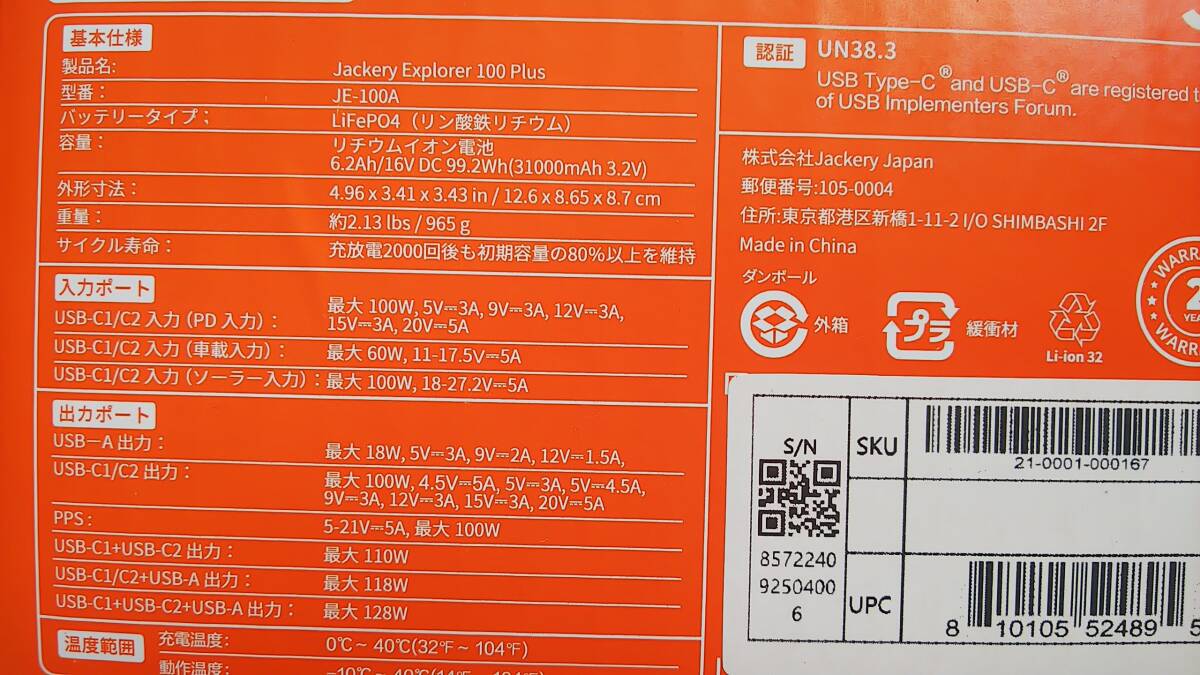 基本仕様
製品名: Jackery Explorer 100 Plus
型番： JE-100A
バッテリータイプ； LiFePO4（リン酸鉄リチウム）
容量： リチウムイオン電池
6.2Ah/16V DC 99.2Wh(31000mAh 3.2V)
外形寸法： 4.96 x 3.41 x 3.43 in / 12.6 x 8.65 x 8.7 cm
重量： 約2.13 lbs / 965 g
サイクル寿命： 充放電2000回後も初期容量の80%以上を維持
入力ポート
USB-C1/C2 入力（PD 入力）： 最大 100W, 5V⎓3A, 9V⎓3A, 12V⎓3A,
15V⎓3A, 20V⎓5A
USB-C1/C2 入力（車載入力）： 最大 60W, 11-17.5V⎓5A
USB-C1/C2 入力（ソーラー入力）：最大 100W, 18-27.2V⎓5A
出力ポート
USB－A 出力： 最大 18W, 5V⎓3A, 9V⎓2A, 12V⎓1.5A,
USB-C1/C2 出力： 最大 100W, 4.5V⎓5A, 5V⎓3A, 5V⎓4.5A,
9V⎓3A, 12V⎓3A, 15V⎓3A, 20V⎓5A
PPS： 5-21V⎓5A, 最大 100W
USB-C1+USB-C2 出力： 最大 110W
USB-C1/C2+USB-A 出力： 最大 118W
USB-C1+USB-C2+USB-A 出力： 最大 128W
温度範囲
充電温度: 0℃ ~ 40℃(32℉ ~ 104℉)
動作温度:
認証 UN38.3
USB Type-C®and USB-C®are registered
of USB Implementers Forum.
株式会社Jackery Japan
郵便番号:105-0004
住所:東京都港区新橋1-11-2 I/O SHIMBASHI 2F
Made in China
ダンボール
外箱
プラ
緩衝材
Li-ion 32
2
S/N
8572240
9250400
6
SKU
21-0001-000167
UPC
8 10105 52489